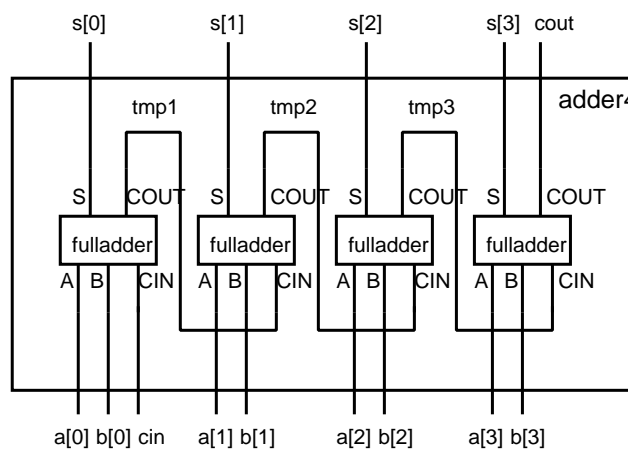 s[0] s[1] s[2] s[3] cout
adder4
tmp1 tmp2 tmp3
S COUT S COUT S COUT S COUT
fulladder fulladder fulladder fulladder
A B CIN A B CIN A B CIN A B CIN
a[0] b[0] cin a[1] b[1] a[2] b[2] a[3] b[3]